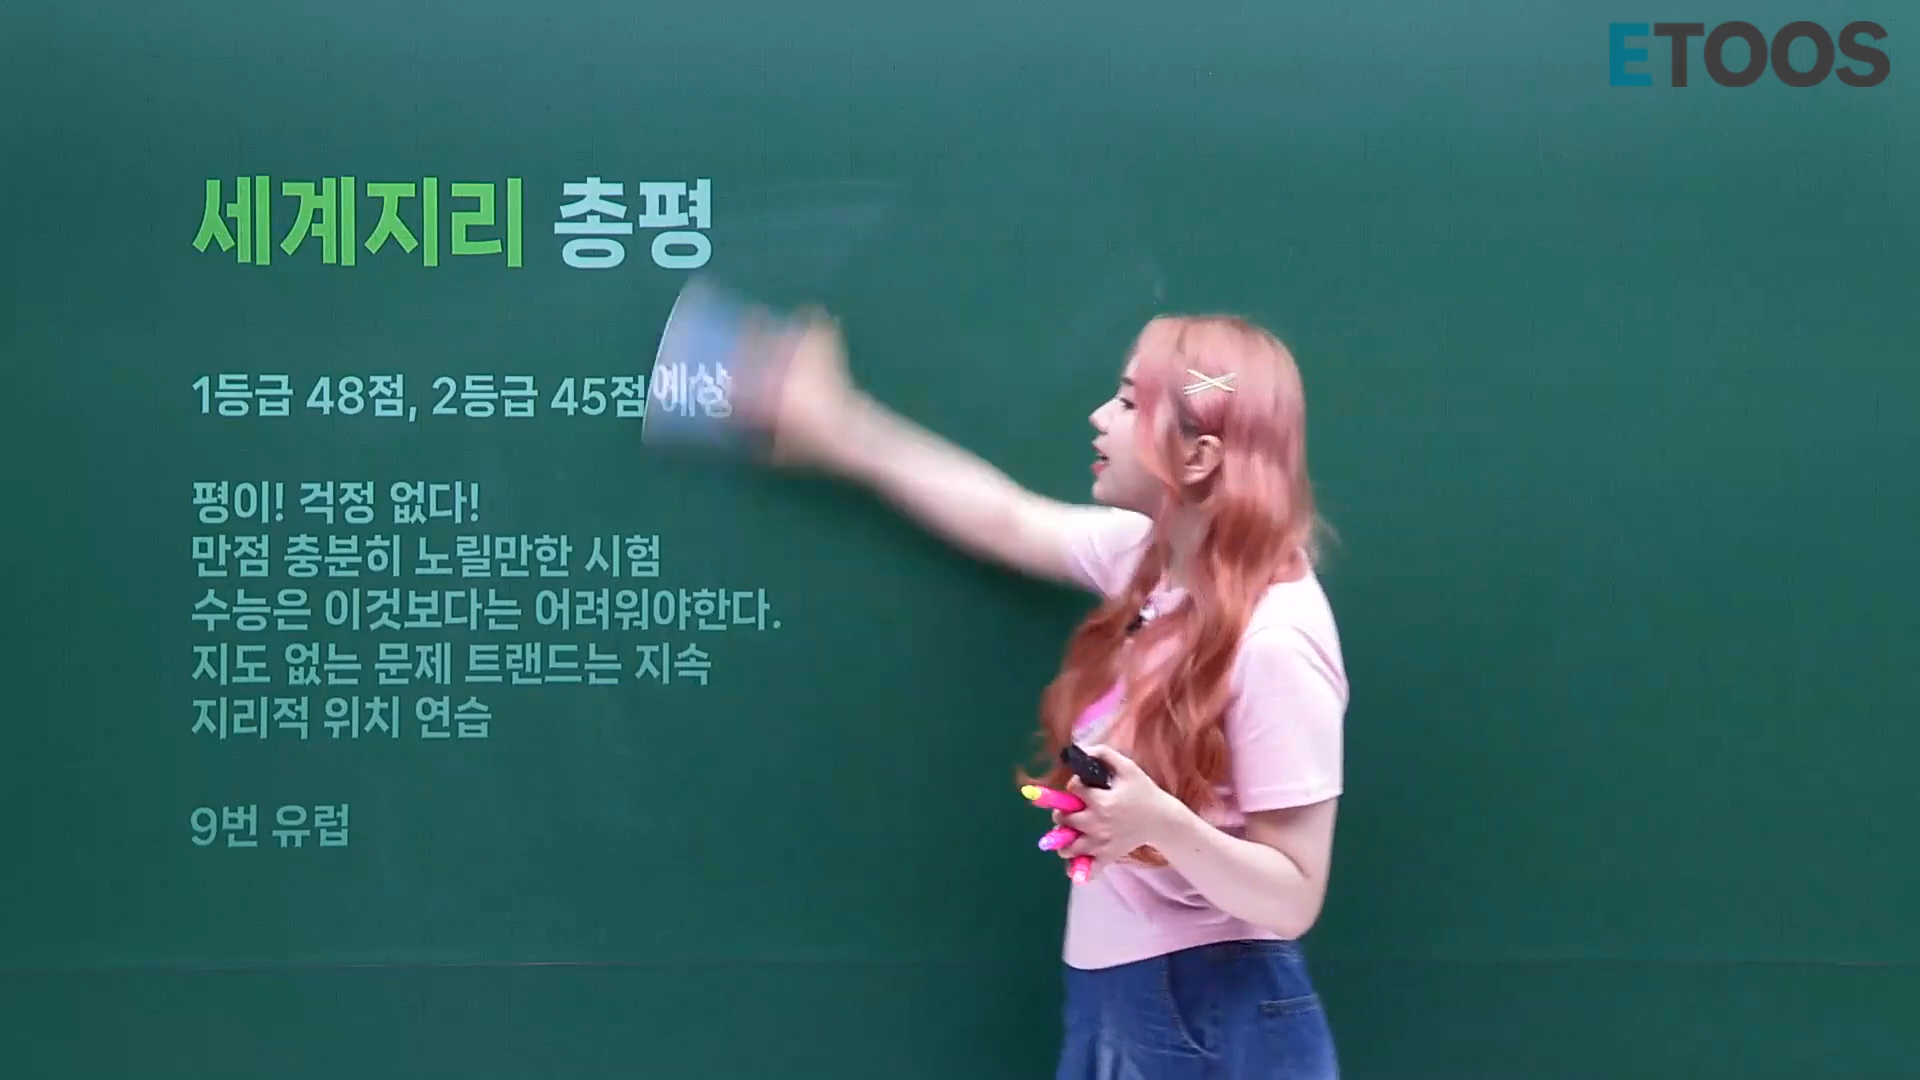 ETOOS
세계지리 총평
1등급 48점, 2등급 45점 예상
평이! 걱정 없다!
만점 충분히 노릴만한 시험
수능은 이것보다는 어려워야한다.
지도 없는 문제 트랜드는 지속
지리적 위치 연습
9번 유럽